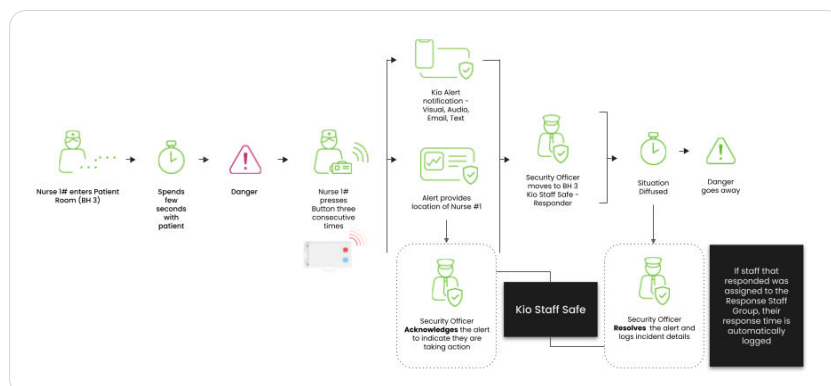 Nurse 1# enters Patient
Room (BH 3)
Spends
few
seconds
with
patient
Danger
Nurse 1#
presses
Button three
consecutive
times
Kio Alert
notification -
Visual, Audio,
Email, Text
Alert provides
location of Nurse #1
Security Officer
Acknowledges the alert
to indicate they are
taking action
Kio Staff Safe
Security Officer
moves to BH 3
Kio Staff Safe -
Responder
Situation
Diffused
Danger
goes away
Security Officer
Resolves the alert and
logs incident details
If staff that
responded was
assigned to the
Response Staff
Group, their
response time is
automatically
logged